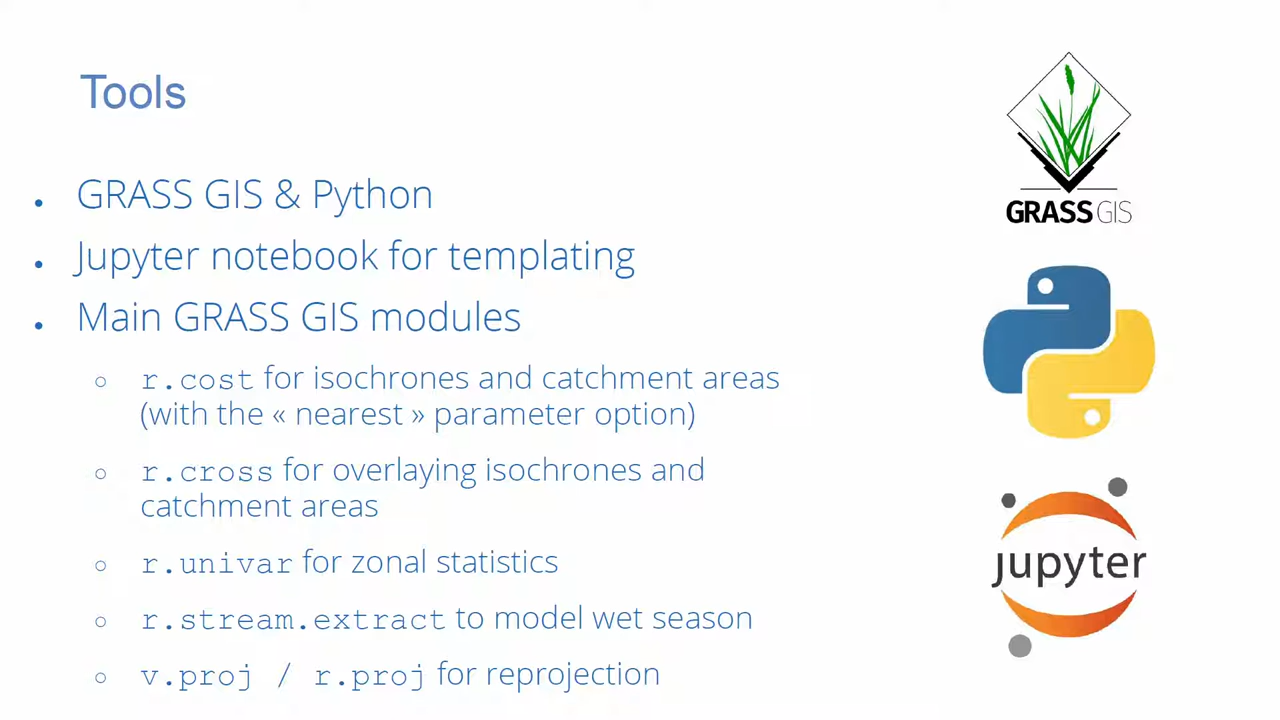 Tools
GRASS GIS
• GRASS GIS & Python
• Jupyter notebook for templating
• Main GRASS GIS modules
○ r.cost for isochrones and catchment areas
(with the « nearest » parameter option)
○ r.cross for overlaying isochrones and
catchment areas
○ r.univar for zonal statistics
○ r.stream.extract to model wet season
○ v.proj / r.proj for reprojection
jupyter